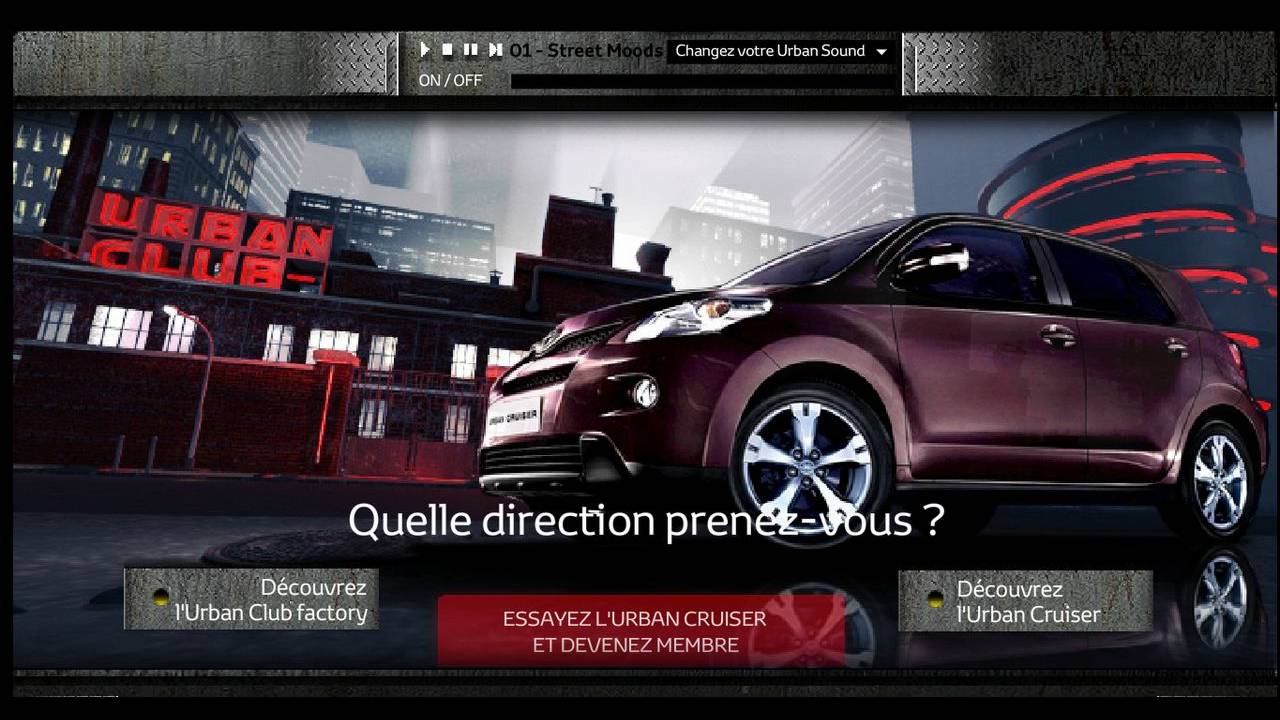 01 - Street Moods
Changez votre Urban Sound
ON / OFF
URBAN
CLUB
URBAN CRUISER
Quelle direction prenez-vous ?
Découvrez
l'Urban Club factory
ESSAYEZ L'URBAN CRUISER
ET DEVENEZ MEMBRE
Découvrez
l'Urban Cruiser